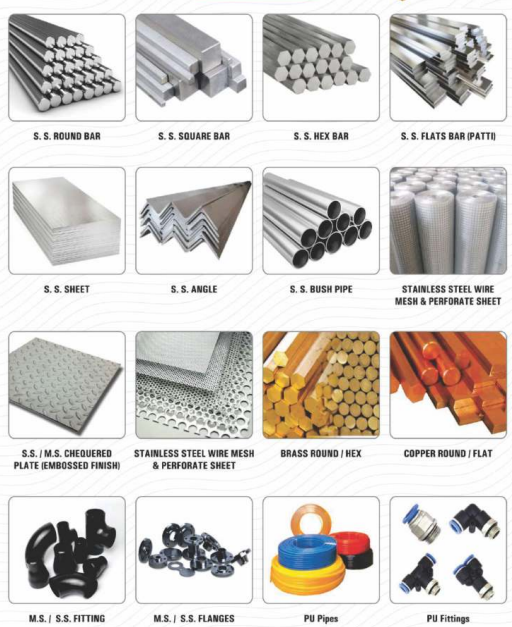 S. S. ROUND BAR
S. S. SQUARE BAR
S. S. HEX BAR
S. S. FLATS BAR (PATTI)
S. S. SHEET
S. S. ANGLE
S. S. BUSH PIPE
STAINLESS STEEL WIRE
MESH & PERFORATE SHEET
S.S. / M.S. CHEQUERED
PLATE (EMBOSSED FINISH)
STAINLESS STEEL WIRE MESH
& PERFORATE SHEET
BRASS ROUND / HEX
COPPER ROUND / FLAT
M.S. / S.S. FITTING
M.S. / S.S. FLANGES
PU Pipes
PU Fittings